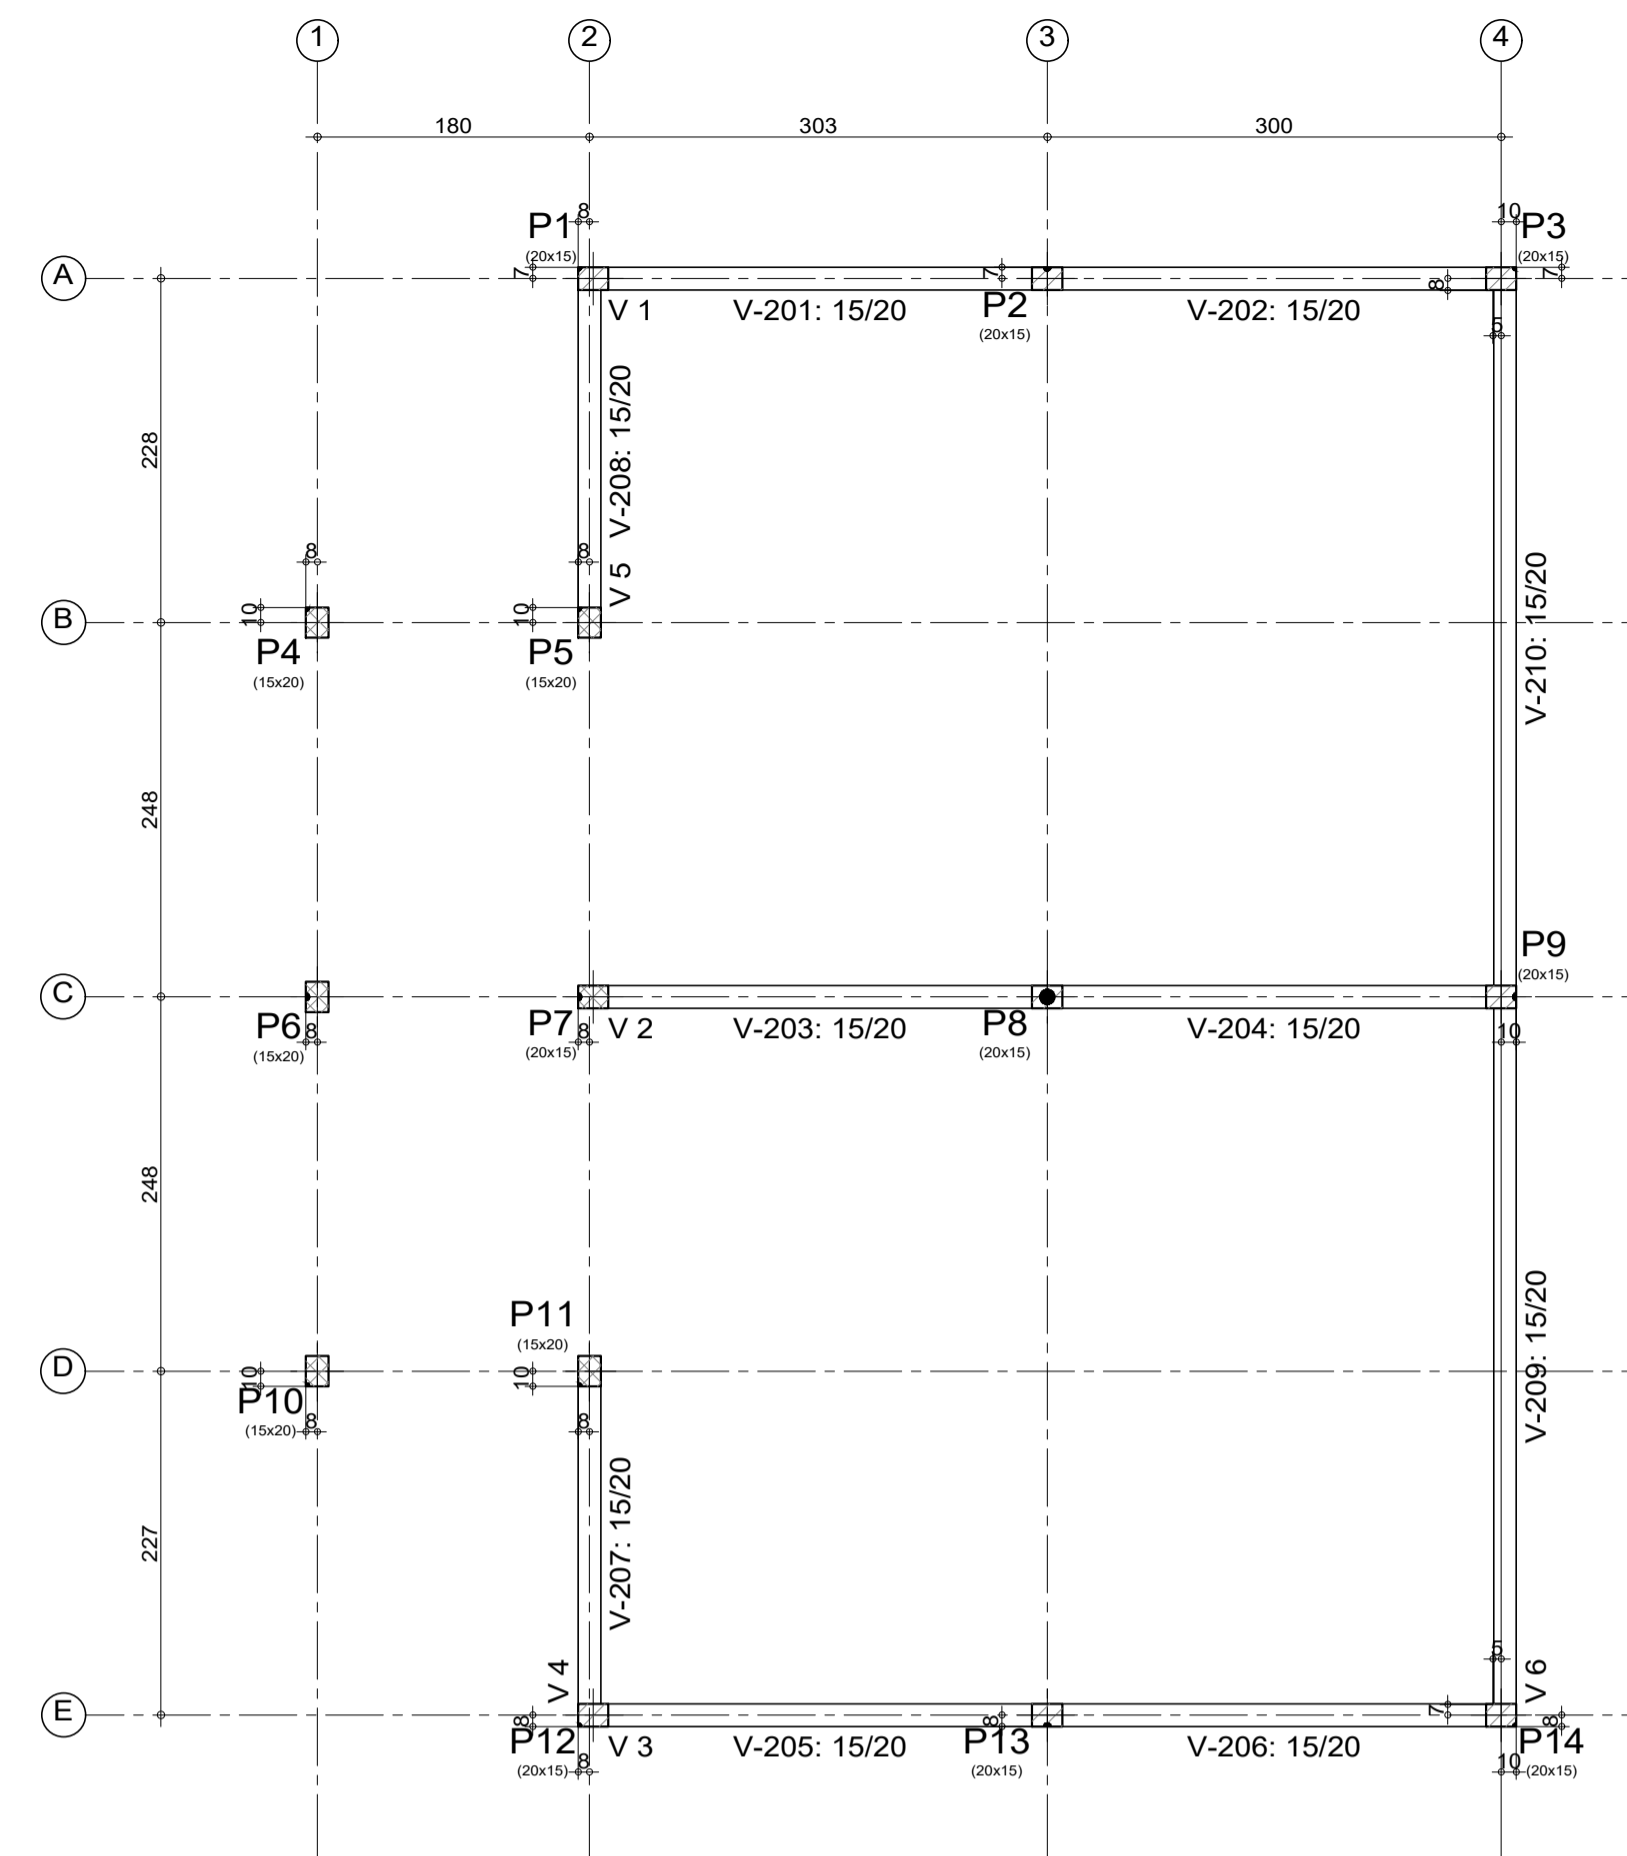 1 2 3 4
180 303 300
8 10
P1 P3
(20x15) (20x15)
A 7 7 8 7
V 1 V-201: 15/20 P2 V-202: 15/20
(20x15)
5
V-208: 15/20
228
8 8
V 5
10 10
B
P4 P5
(15x20) (15x20)
V-210: 15/20
248
P9
(20x15)
C
P6 8 P7 8 V 2 V-203: 15/20 P8 V-204: 15/20 10
(15x20) (20x15) (20x15)
248
P11
(15x20)
D 10 10
P10
(15x20) 8 8
V-209: 15/20
227
V-207: 15/20
5
V 4 V 6
E 8 8 7 8
P12 V 3 V-205: 15/20 P13 V-206: 15/20 P14
(20x15) 8 (20x15) 10 (20x15)